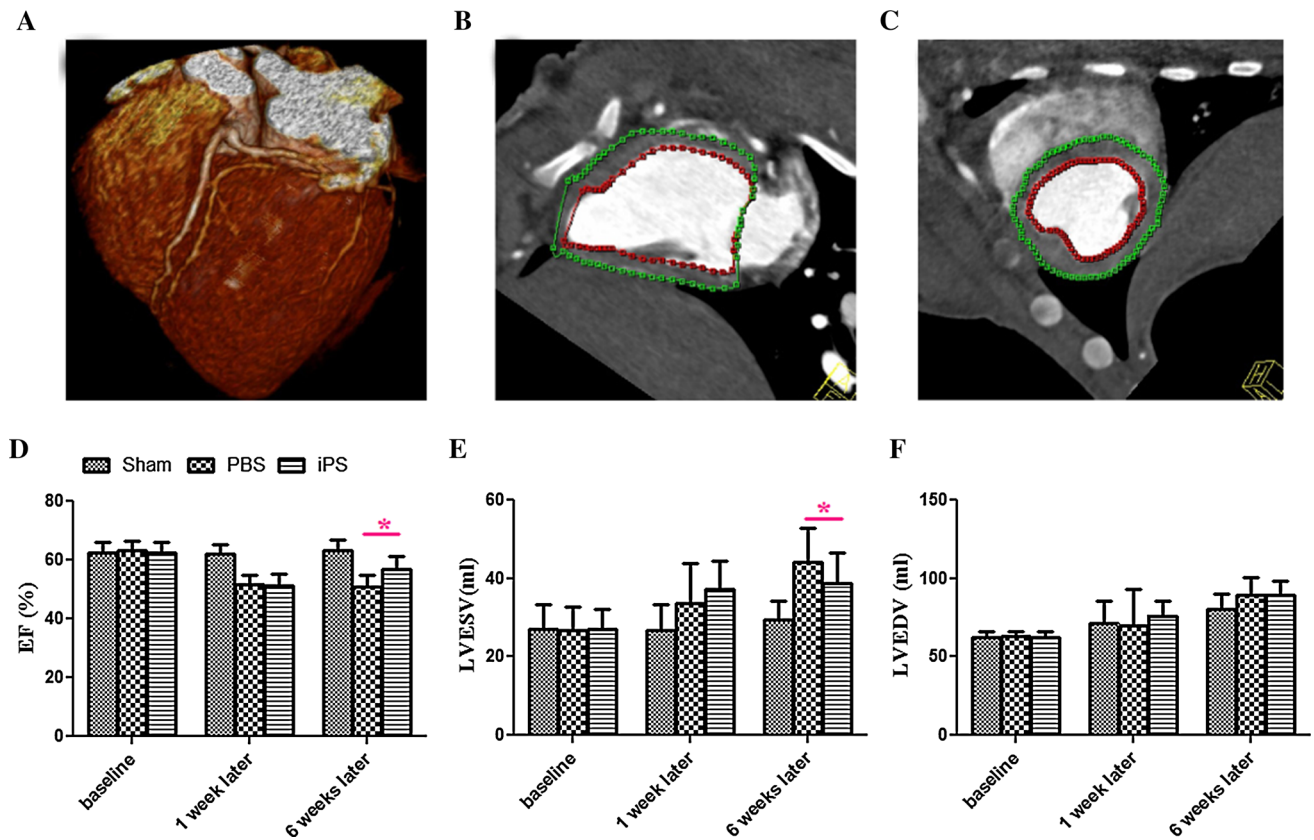 A
B
C
D
Sham PBS iPS
EF (%)
80
60
40
20
0
*
baseline
1 week later
6 weeks later
E
LVESV(ml)
60
40
20
0
*
baseline
1 week later
6 weeks later
F
LVEDV (ml)
150
100
50
0
baseline
1 week later
6 weeks later